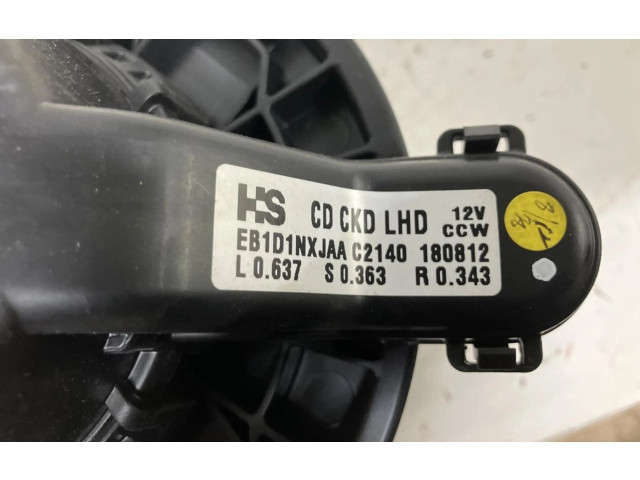 HS CD CKD LHD 12V
CCW
EB1D1NXJAA C2140 180812
L 0.637 S 0.363 R 0.343